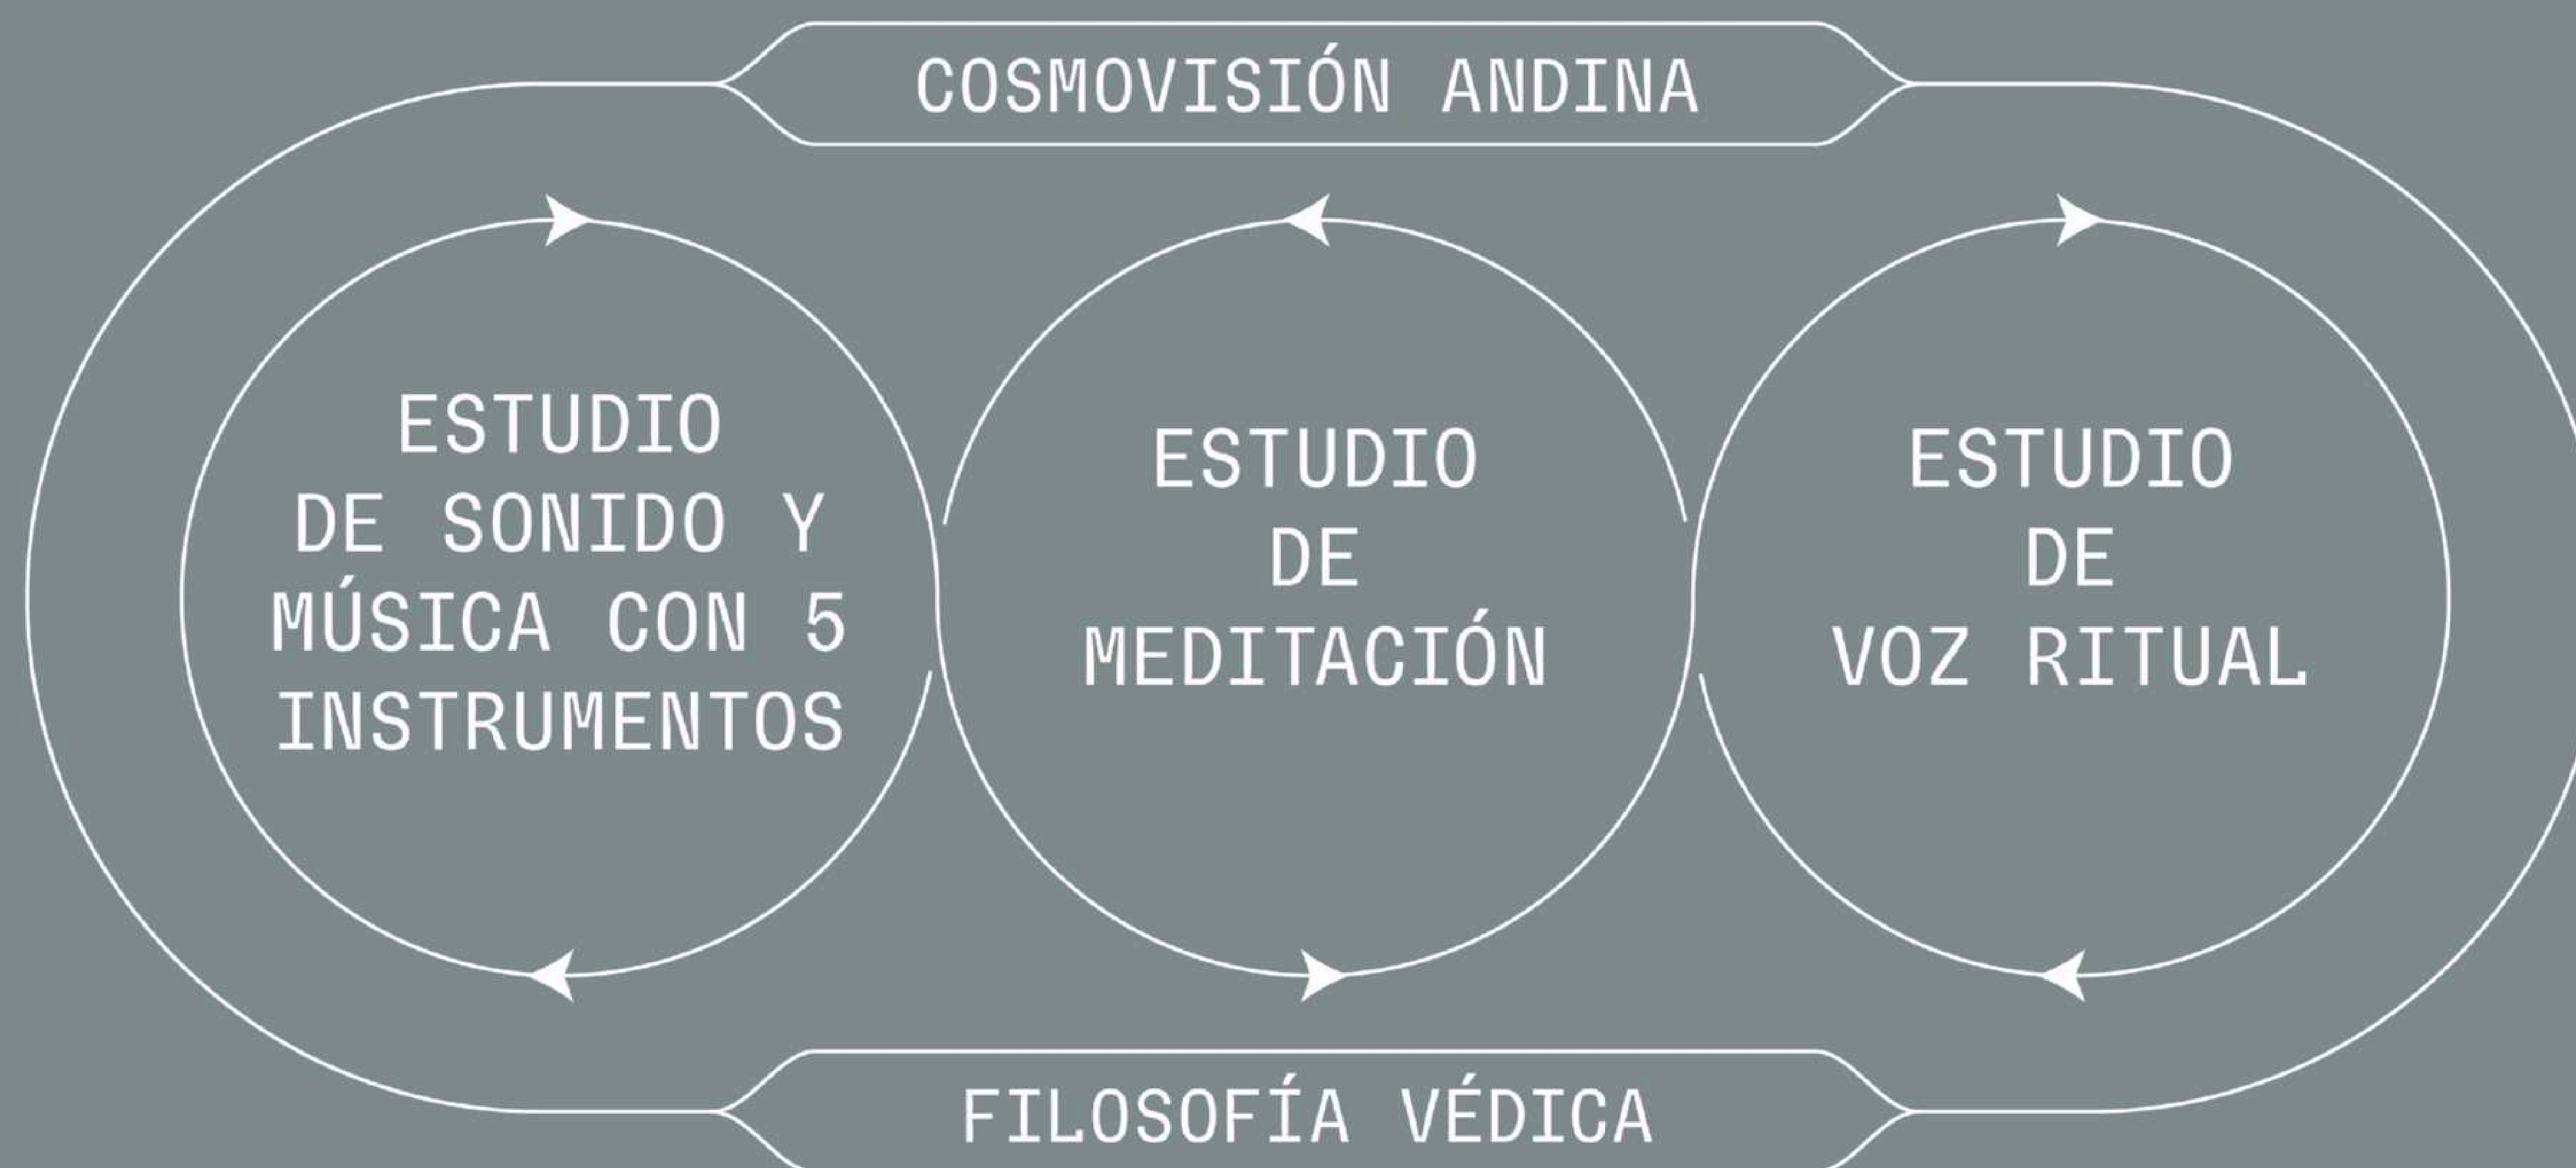 COSMOVISIÓN ANDINA
ESTUDIO
DE SONIDO Y
MÚSICA CON 5
INSTRUMENTOS
ESTUDIO
DE
MEDITACIÓN
ESTUDIO
DE
VOZ RITUAL
FILOSOFÍA VÉDICA